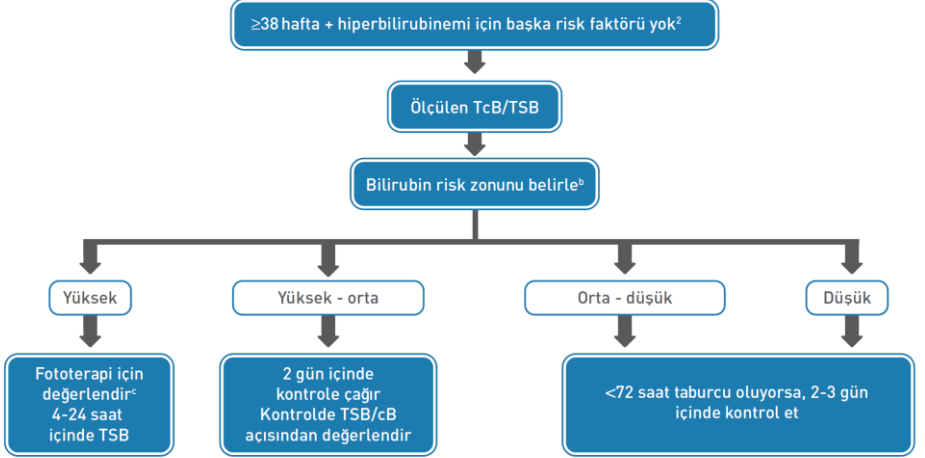 ≥38 hafta + hiperbilirubinemi için başka risk faktörü yok²
Ölçülen TcB/TSB
Bilirubin risk zonunu belirleᵇ
Yüksek
Yüksek - orta
Orta - düşük
Düşük
Fototerapi için
değerlendirᶜ
4-24 saat
içinde TSB
2 gün içinde
kontrole çağır
Kontrolde TSB/cB
açısından değerlendir
<72 saat taburcu oluyorsa, 2-3 gün
içinde kontrol et